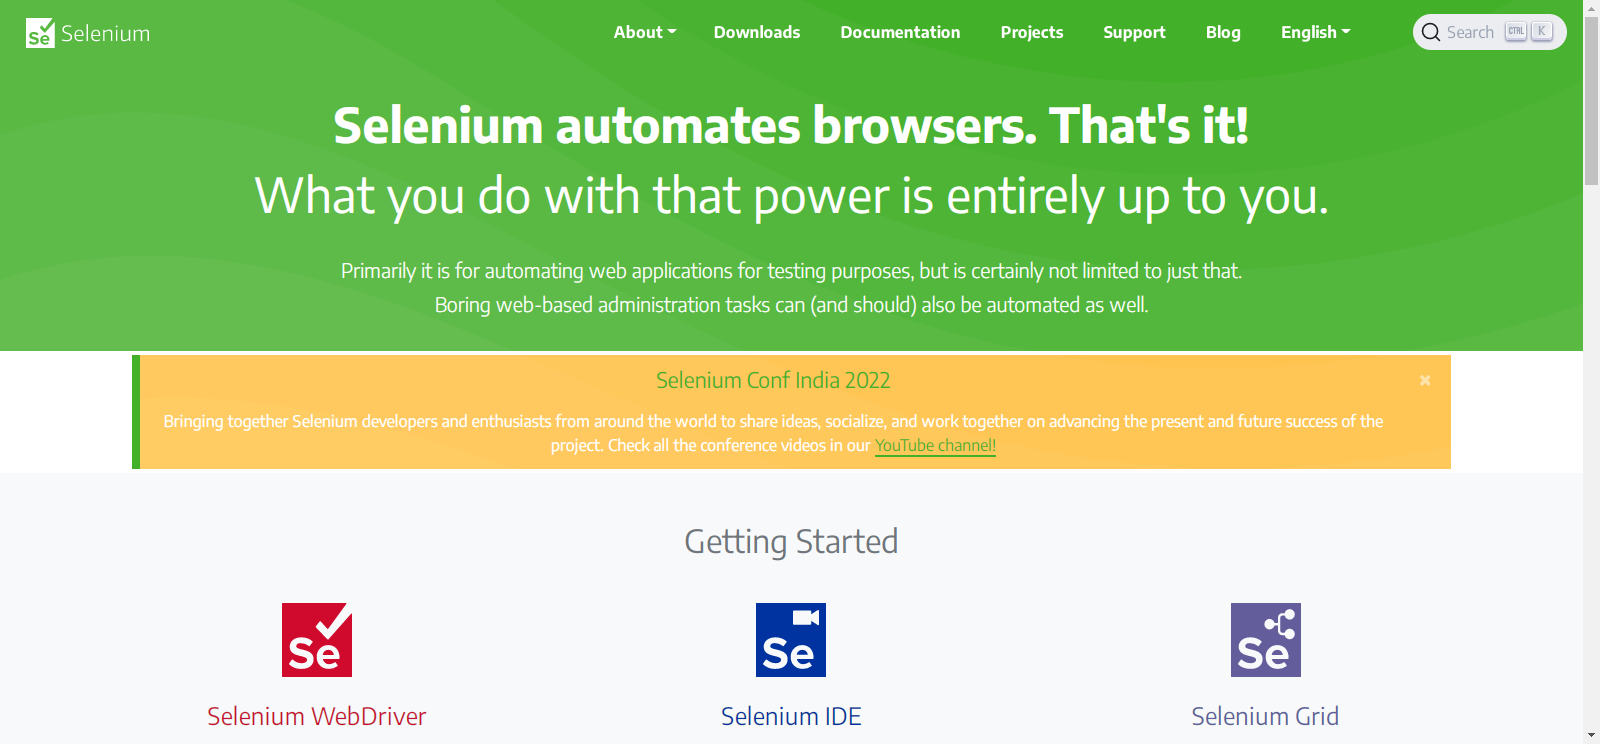 Se Selenium
About Downloads Documentation Projects Support Blog English Search CTRL K
Selenium automates browsers. That's it!
What you do with that power is entirely up to you.
Primarily it is for automating web applications for testing purposes, but is certainly not limited to just that.
Boring web-based administration tasks can (and should) also be automated as well.
Selenium Conf India 2022
Bringing together Selenium developers and enthusiasts from around the world to share ideas, socialize, and work together on advancing the present and future success of the
project. Check all the conference videos in our YouTube channel!
Getting Started
Se Se Se
Selenium WebDriver Selenium IDE Selenium Grid